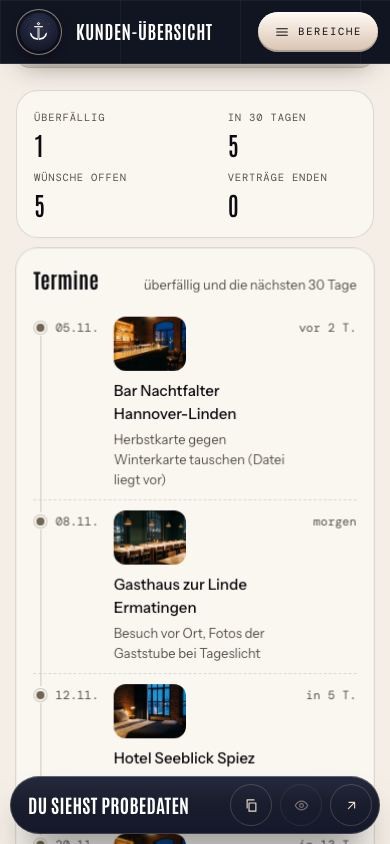 KUNDEN-ÜBERSICHT
BEREICHE
ÜBERFÄLLIG
IN 30 TAGEN
1
5
WÜNSCHE OFFEN
VERTRÄGE ENDEN
5
0
Termine
überfällig und die nächsten 30 Tage
05.11.
vor 2 T.
Bar Nachtfalter
Hannover-Linden
Herbstkarte gegen
Winterkarte tauschen (Datei
liegt vor)
08.11.
morgen
Gasthaus zur Linde
Ermatingen
Besuch vor Ort, Fotos der
Gaststube bei Tageslicht
12.11.
in 5 T.
Hotel Seeblick Spiez
DU SIEHST PROBEDATEN